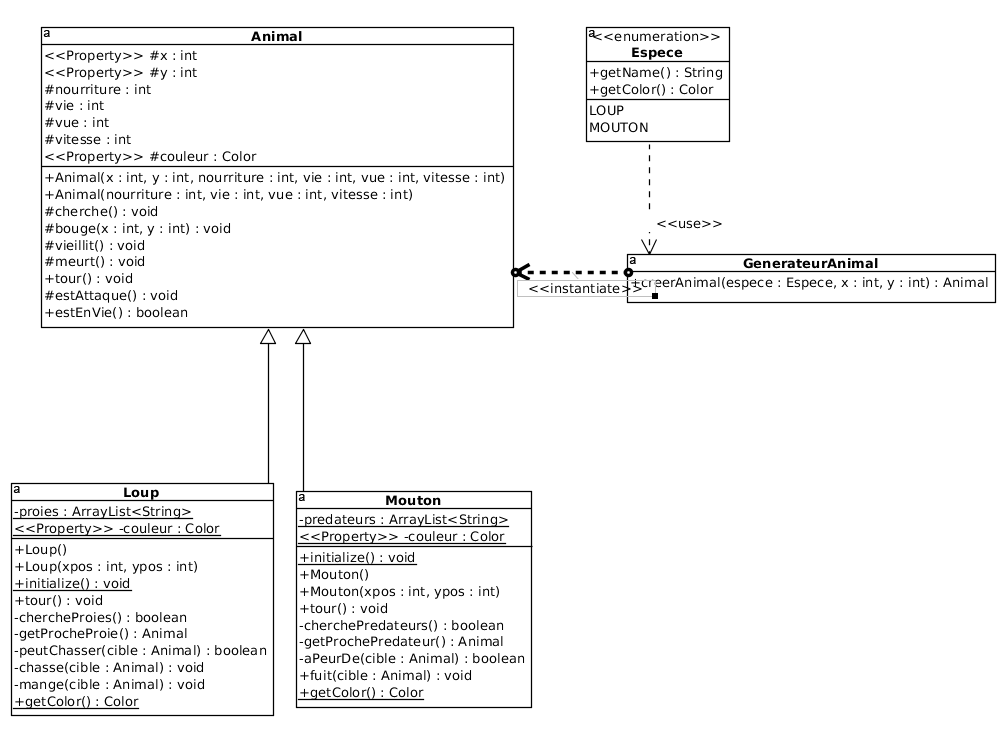 a
Animal
<<Property>> #x : int
<<Property>> #y : int
#nourriture : int
#vie : int
#vue : int
#vitesse : int
<<Property>> #couleur : Color
+Animal(x : int, y : int, nourriture : int, vie : int, vue : int, vitesse : int)
+Animal(nourriture : int, vie : int, vue : int, vitesse : int)
#cherche() : void
#bouge(x : int, y : int) : void
#vieillit() : void
#meurt() : void
+tour() : void
#estAttaque() : void
+estEnVie() : boolean
a
<<enumeration>>
Espece
+getName() : String
+getColor() : Color
LOUP
MOUTON
<<use>>
a
GenerateurAnimal
+creerAnimal(espece : Espece, x : int, y : int) : Animal
<<instantiate>>
a
Loup
-proies : ArrayList<String>
<<Property>> -couleur : Color
+Loup()
+Loup(xpos : int, ypos : int)
+initialize() : void
+tour() : void
-chercheProies() : boolean
-getProcheProie() : Animal
-peutChasser(cible : Animal) : boolean
-chasse(cible : Animal) : void
-mange(cible : Animal) : void
+getColor() : Color
a
Mouton
-predateurs : ArrayList<String>
<<Property>> -couleur : Color
+initialize() : void
+Mouton()
+Mouton(xpos : int, ypos : int)
+tour() : void
-cherchePredateurs() : boolean
-getProchePredateur() : Animal
-aPeurDe(cible : Animal) : boolean
+fuit(cible : Animal) : void
+getColor() : Color